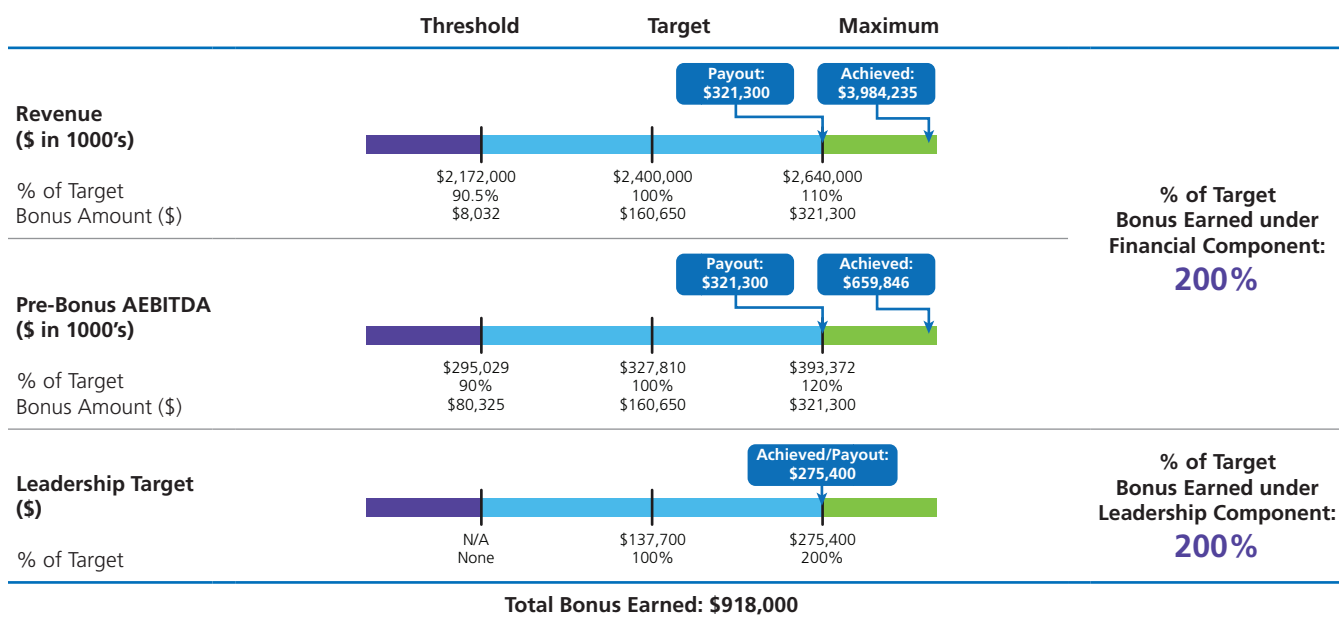 Threshold Target Maximum
Payout:
$321,300
Achieved:
$3,984,235
Revenue
($ in 1000’s)
$2,172,000 $2,400,000 $2,640,000
% of Target 90.5% 100% 110%
Bonus Amount ($) $8,032 $160,650 $321,300
% of Target
Bonus Earned under
Financial Component:
200%
Payout:
$321,300
Achieved:
$659,846
Pre-Bonus AEBITDA
($ in 1000’s)
$295,029 $327,810 $393,372
% of Target 90% 100% 120%
Bonus Amount ($) $80,325 $160,650 $321,300
Achieved/Payout:
$275,400
Leadership Target
($)
N/A $137,700 $275,400
% of Target None 100% 200%
% of Target
Bonus Earned under
Leadership Component:
200%
Total Bonus Earned: $918,000